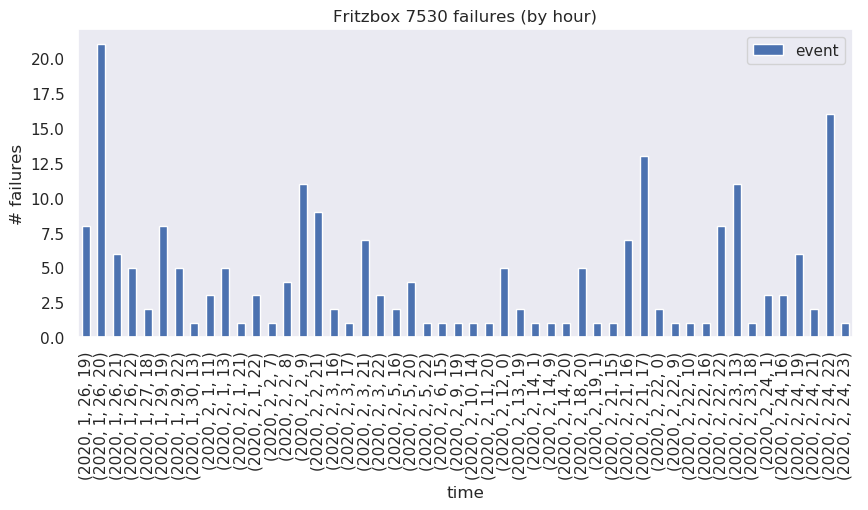 Fritzbox 7530 failures (by hour)
event
# failures
20.0
17.5
15.0
12.5
10.0
7.5
5.0
2.5
0.0
(2020, 1, 26, 19)
(2020, 1, 26, 20)
(2020, 1, 26, 21)
(2020, 1, 26, 22)
(2020, 1, 27, 18)
(2020, 1, 29, 19)
(2020, 1, 29, 22)
(2020, 1, 30, 13)
(2020, 2, 1, 11)
(2020, 2, 1, 13)
(2020, 2, 1, 21)
(2020, 2, 1, 22)
(2020, 2, 2, 7)
(2020, 2, 2, 8)
(2020, 2, 2, 9)
(2020, 2, 2, 21)
(2020, 2, 3, 16)
(2020, 2, 3, 17)
(2020, 2, 3, 21)
(2020, 2, 3, 22)
(2020, 2, 5, 16)
(2020, 2, 5, 20)
(2020, 2, 5, 22)
(2020, 2, 6, 15)
(2020, 2, 9, 19)
(2020, 2, 10, 14)
(2020, 2, 11, 20)
(2020, 2, 12, 0)
(2020, 2, 13, 19)
(2020, 2, 14, 1)
(2020, 2, 14, 9)
(2020, 2, 14, 20)
(2020, 2, 18, 20)
(2020, 2, 19, 1)
(2020, 2, 21, 15)
(2020, 2, 21, 16)
(2020, 2, 21, 17)
(2020, 2, 22, 0)
(2020, 2, 22, 9)
(2020, 2, 22, 10)
(2020, 2, 22, 16)
(2020, 2, 22, 22)
(2020, 2, 23, 13)
(2020, 2, 23, 18)
(2020, 2, 24, 1)
(2020, 2, 24, 16)
(2020, 2, 24, 19)
(2020, 2, 24, 21)
(2020, 2, 24, 22)
(2020, 2, 24, 23)
time